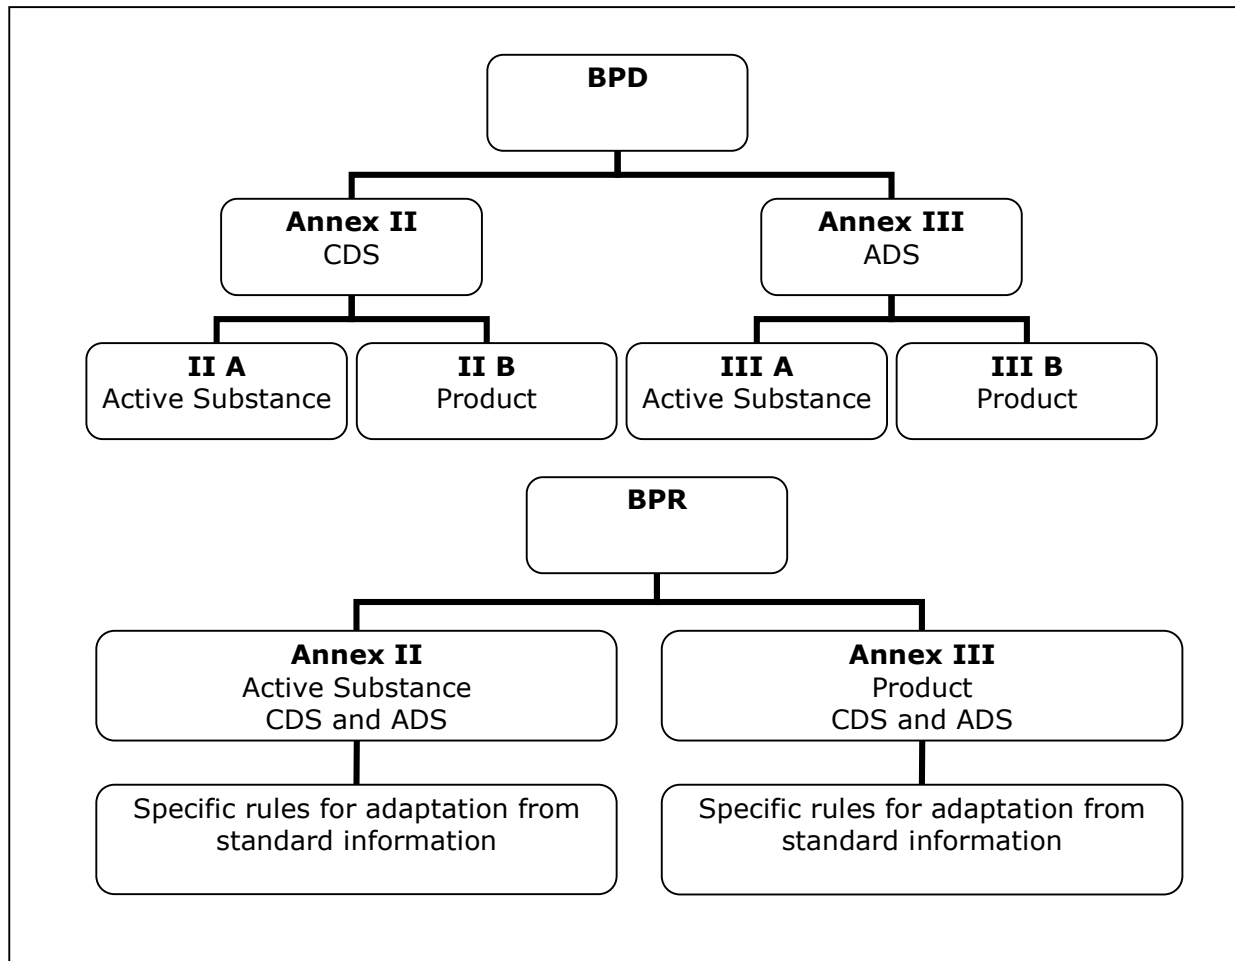 BPD
Annex II
CDS
Annex III
ADS
II A
Active Substance
II B
Product
III A
Active Substance
III B
Product
BPR
Annex II
Active Substance
CDS and ADS
Annex III
Product
CDS and ADS
Specific rules for adaptation from
standard information
Specific rules for adaptation from
standard information